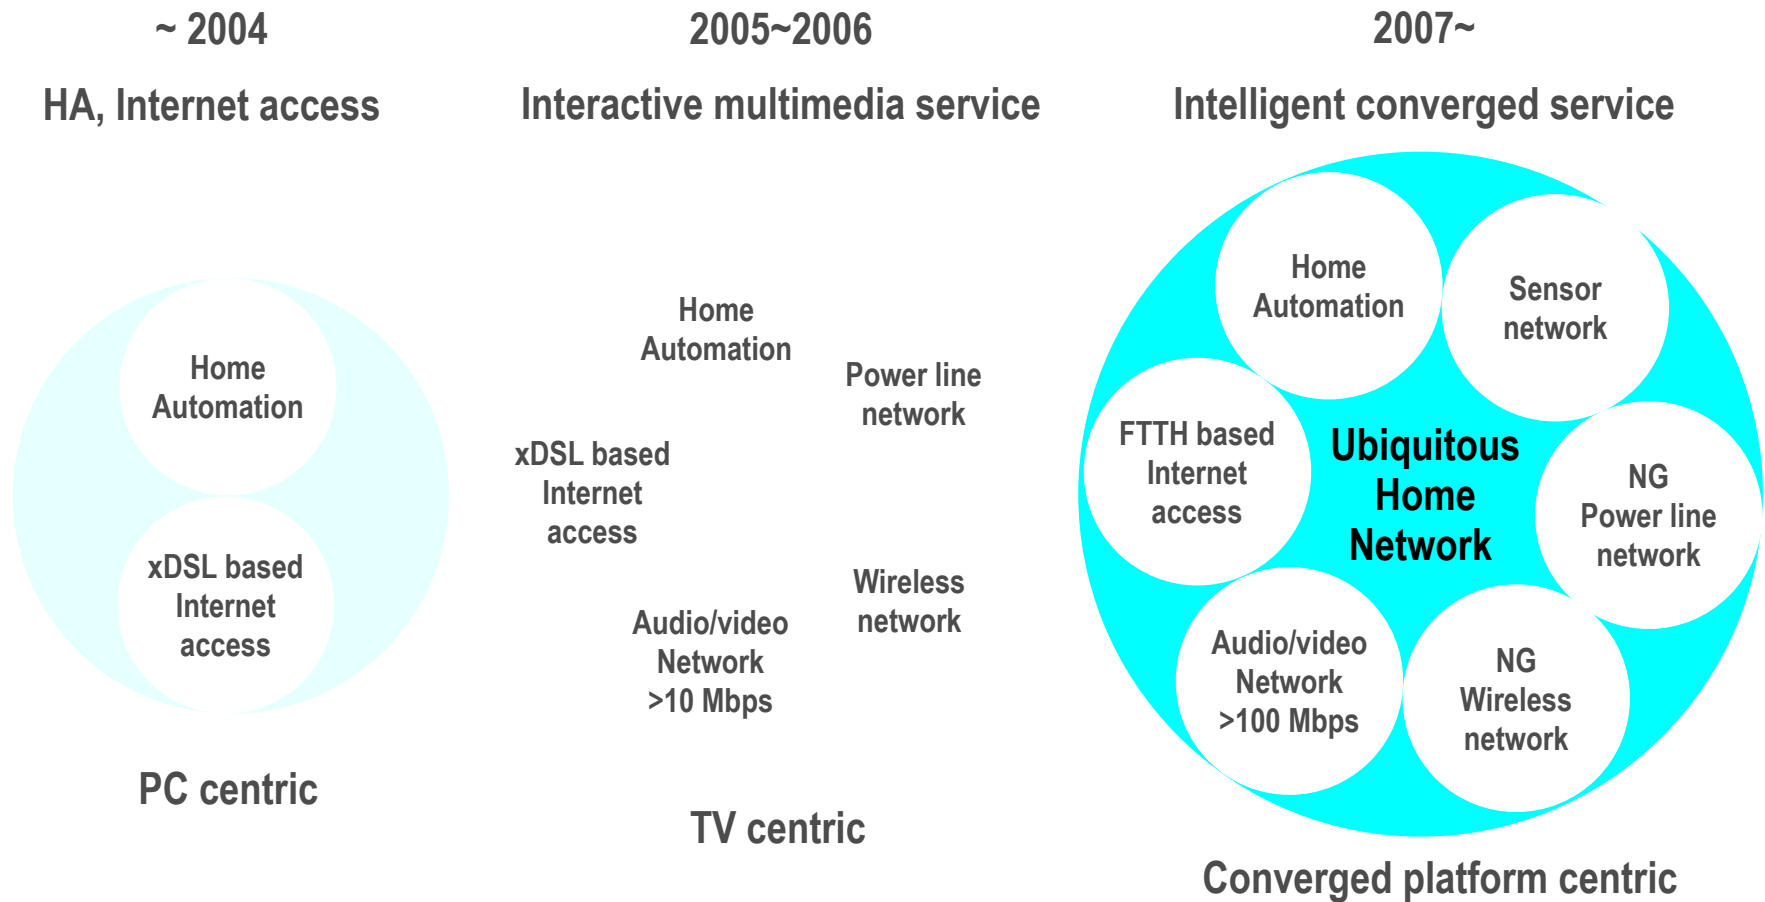 ~ 2004
HA, Internet access
Home
Automation
xDSL based
Internet
access
PC centric
2005~2006
Interactive multimedia service
Home
Automation
Power line
network
xDSL based
Internet
access
Wireless
network
Audio/video
Network
>10 Mbps
TV centric
2007~
Intelligent converged service
Home
Automation
Sensor
network
FTTH based
Internet
access
Ubiquitous
Home
Network
NG
Power line
network
Audio/video
Network
>100 Mbps
NG
Wireless
network
Converged platform centric